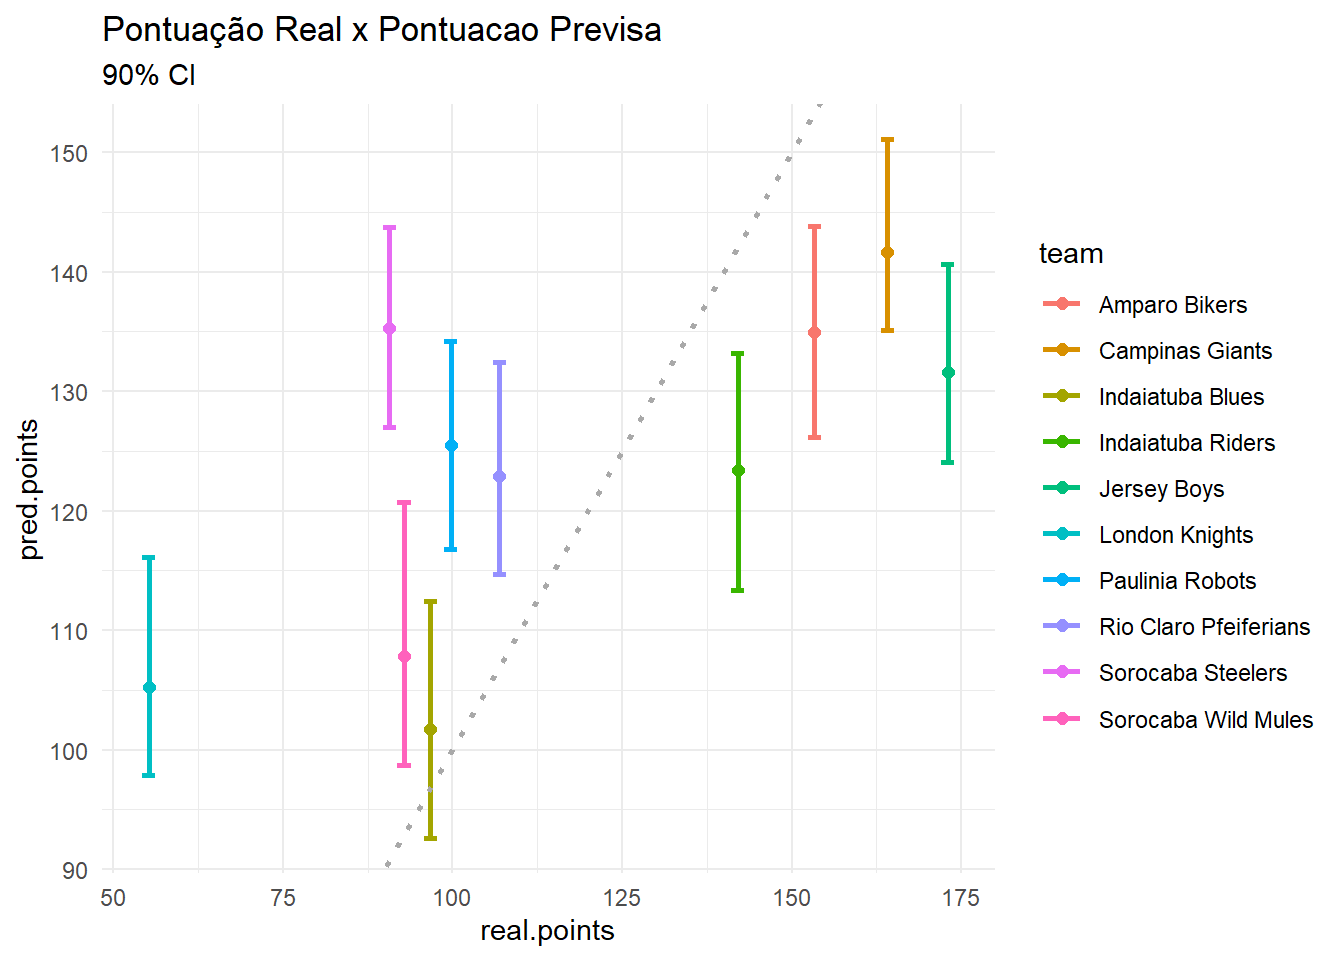 Pontuação Real x Pontuacao Previsa
90% CI
150
140
130
120
110
100
90
50
75
100
125
150
175
real.points
pred.points
team
Amparo Bikers
Campinas Giants
Indaiatuba Blues
Indaiatuba Riders
Jersey Boys
London Knights
Paulinia Robots
Rio Claro Pfeiferians
Sorocaba Steelers
Sorocaba Wild Mules